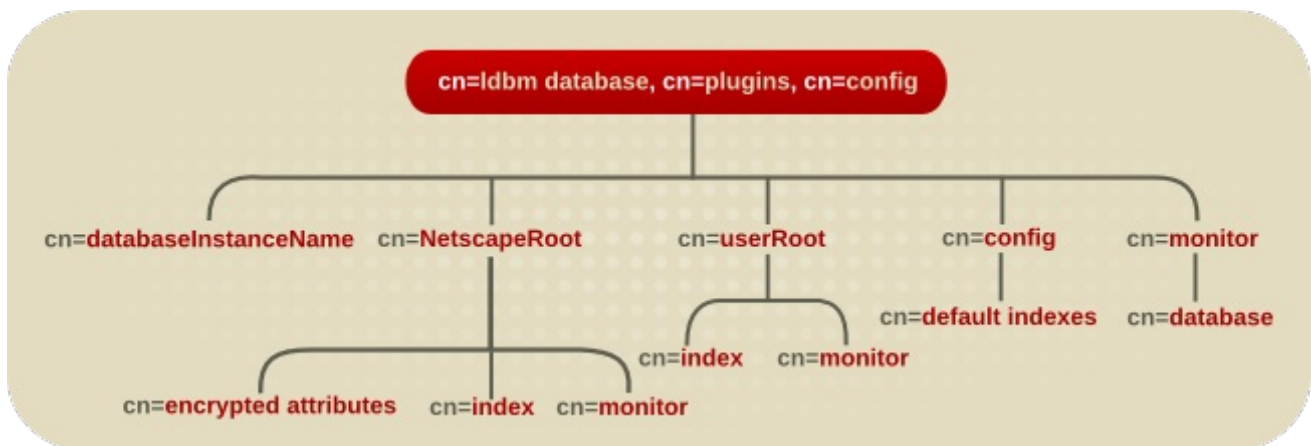 cn=ldbm database, cn=plugins, cn=config
cn=databaseInstanceName cn=NetscapeRoot cn=userRoot cn=config cn=monitor
cn=default indexes cn=database
cn=index cn=monitor
cn=encrypted attributes cn=index cn=monitor